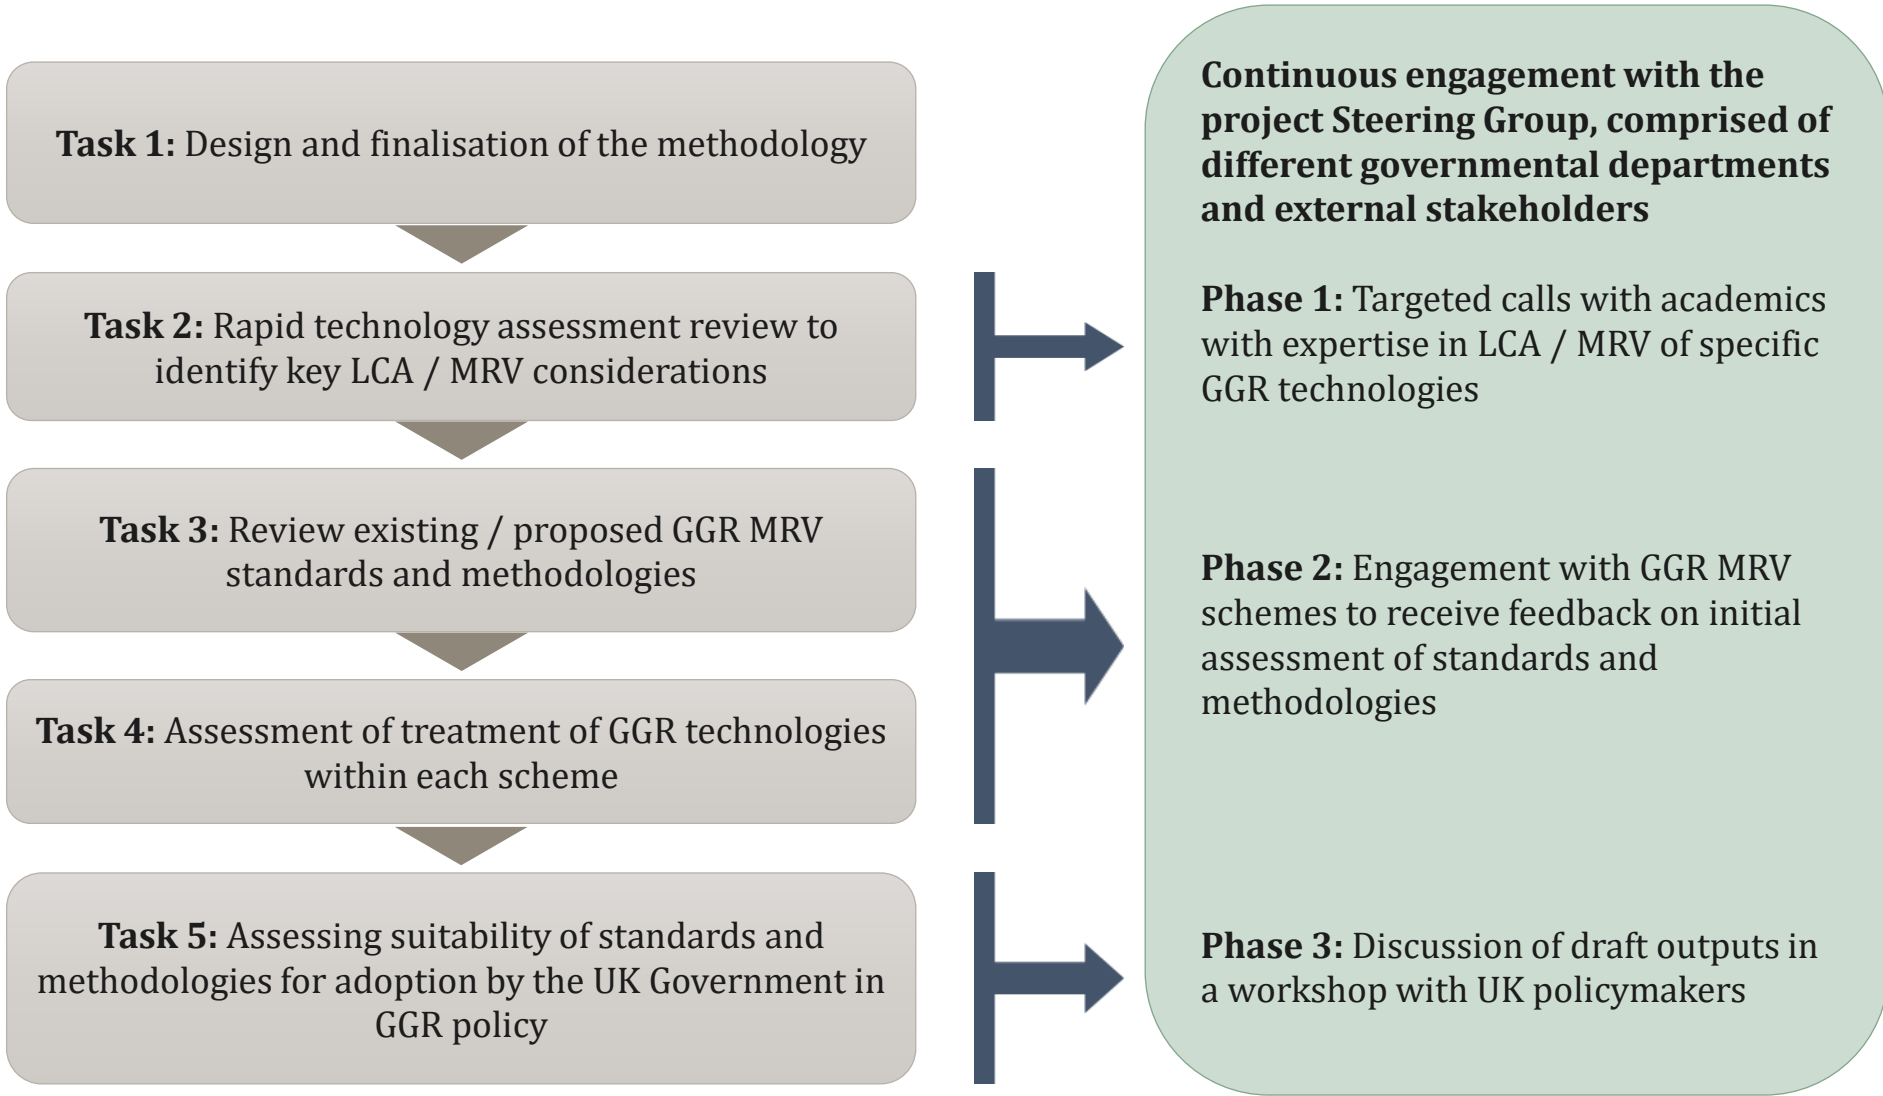 Task 1: Design and finalisation of the methodology
Task 2: Rapid technology assessment review to
identify key LCA / MRV considerations
Task 3: Review existing / proposed GGR MRV
standards and methodologies
Task 4: Assessment of treatment of GGR technologies
within each scheme
Task 5: Assessing suitability of standards and
methodologies for adoption by the UK Government in
GGR policy
Continuous engagement with the
project Steering Group, comprised of
different governmental departments
and external stakeholders
Phase 1: Targeted calls with academics
with expertise in LCA / MRV of specific
GGR technologies
Phase 2: Engagement with GGR MRV
schemes to receive feedback on initial
assessment of standards and
methodologies
Phase 3: Discussion of draft outputs in
a workshop with UK policymakers